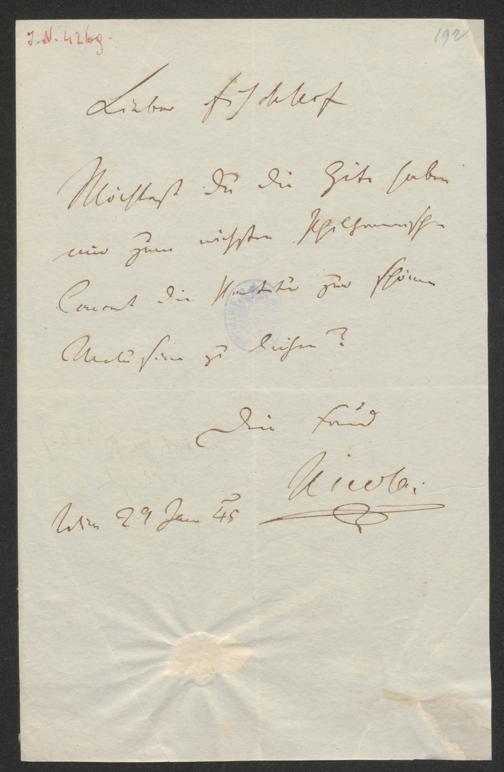 J.N. 4269.
192
Lieber Fischhof
Möchtest Du die Güte haben
mir zum nächsten Philharmonischen
Concert die Partitur zur schönen
Melusine zu leihen?
Dein Freund
Nicolai
Wien 29 Jan 45